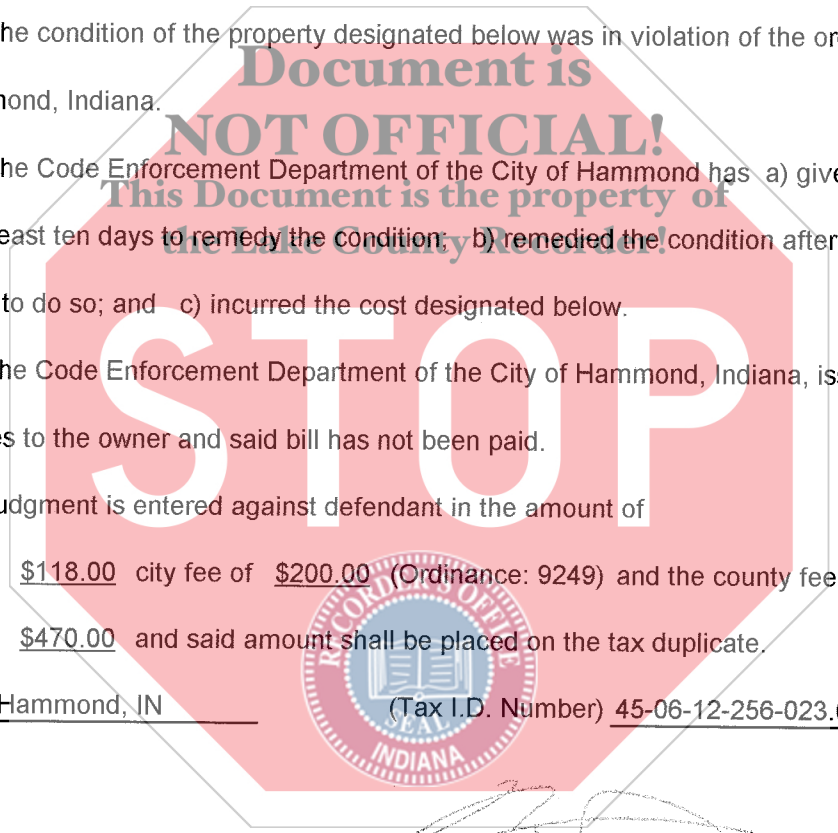 he condition of the property designated below was in violation of the or
Document is
ond, Indiana.
NOT OFFICIAL!
he Code Enforcement Department of the City of Hammond has a) give
This Document is the property of
east ten days to remedy the condition; b) remedied the condition after
the Lake County Recorder!
to do so; and c) incurred the cost designated below.
STOP
he Code Enforcement Department of the City of Hammond, Indiana, is
s to the owner and said bill has not been paid.
udgment is entered against defendant in the amount of
$118.00 city fee of $200.00 (Ordinance: 9249) and the county fee
RECORDER'S OFFICE
$470.00 and said amount shall be placed on the tax duplicate.
Hammond, IN (Tax I.D. Number) 45-06-12-256-023.
SEAL
INDIANA